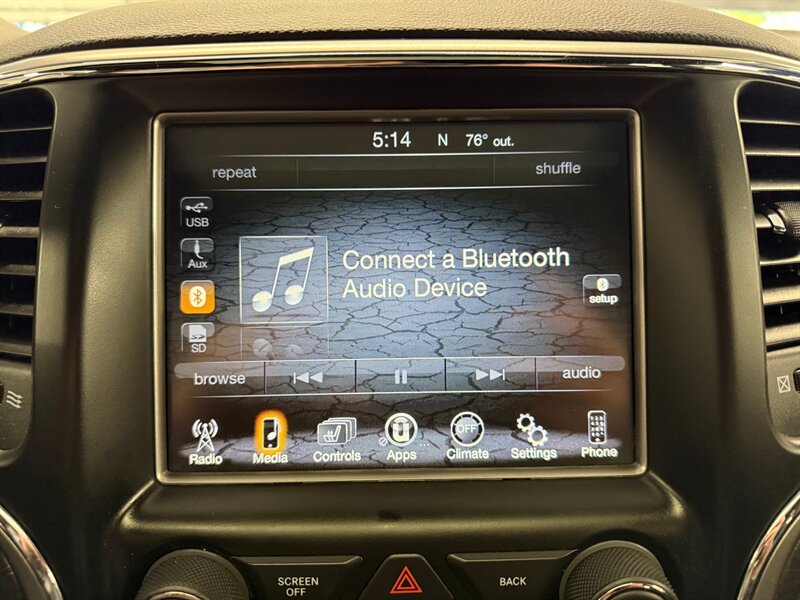 5:14 N 76° out.
repeat shuffle
USB
Aux
Connect a Bluetooth
Audio Device
setup
SD
browse audio
OFF
Radio Media Controls Apps Climate Settings Phone
SCREEN
OFF
BACK